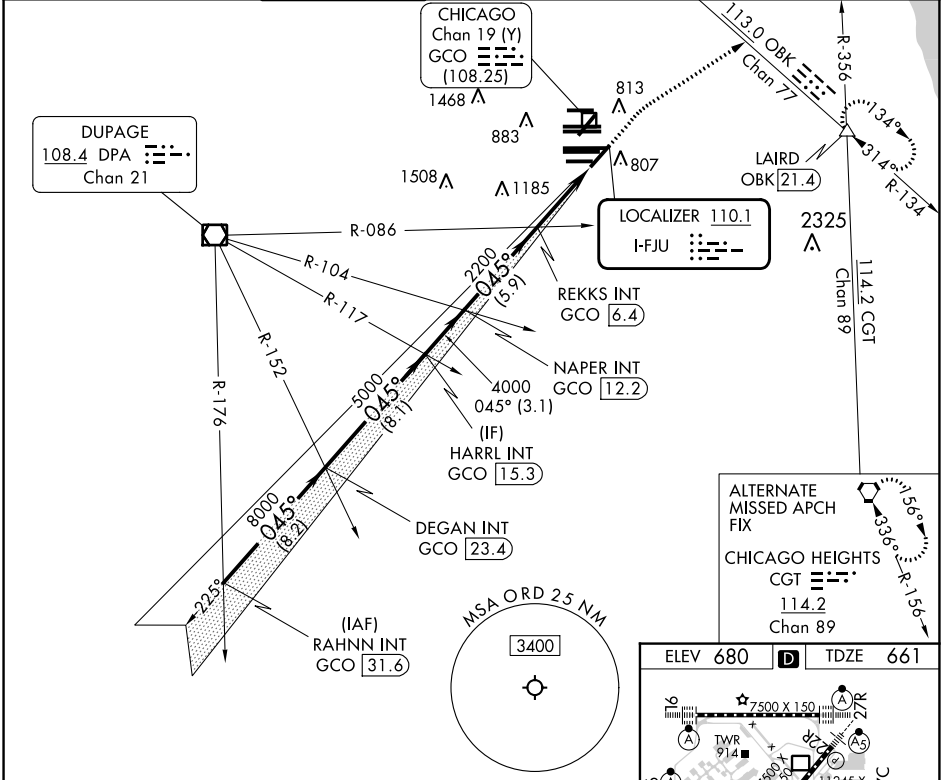 CHICAGO
Chan 19 (Y)
GCO
(108.25)
113.0 OBK
Chan 77
R-356
1468
883
813
807
134°
314°
R-134
LAIRD
OBK 21.4
DUPAGE
108.4 DPA
Chan 21
1508
1185
LOCALIZER 110.1
I-FJU
2325
R-086
R-104
R-117
R-152
R-176
2200
045°
(5.9)
REKKS INT
GCO 6.4
114.2 CGT
Chan 89
NAPER INT
GCO 12.2
4000
045° (3.1)
5000
045°
(8.1)
(IF)
HARRL INT
GCO 15.3
8000
045°
(8.2)
DEGAN INT
GCO 23.4
225°
(IAF)
RAHNN INT
GCO 31.6
MSA ORD 25 NM
3400
ALTERNATE
MISSED APCH
FIX
CHICAGO HEIGHTS
CGT
114.2
Chan 89
156°
336°
R-156
ELEV 680 D TDZE 661
9L
7500 X 150
27R
A
A
A5
22R
P
TWR
914